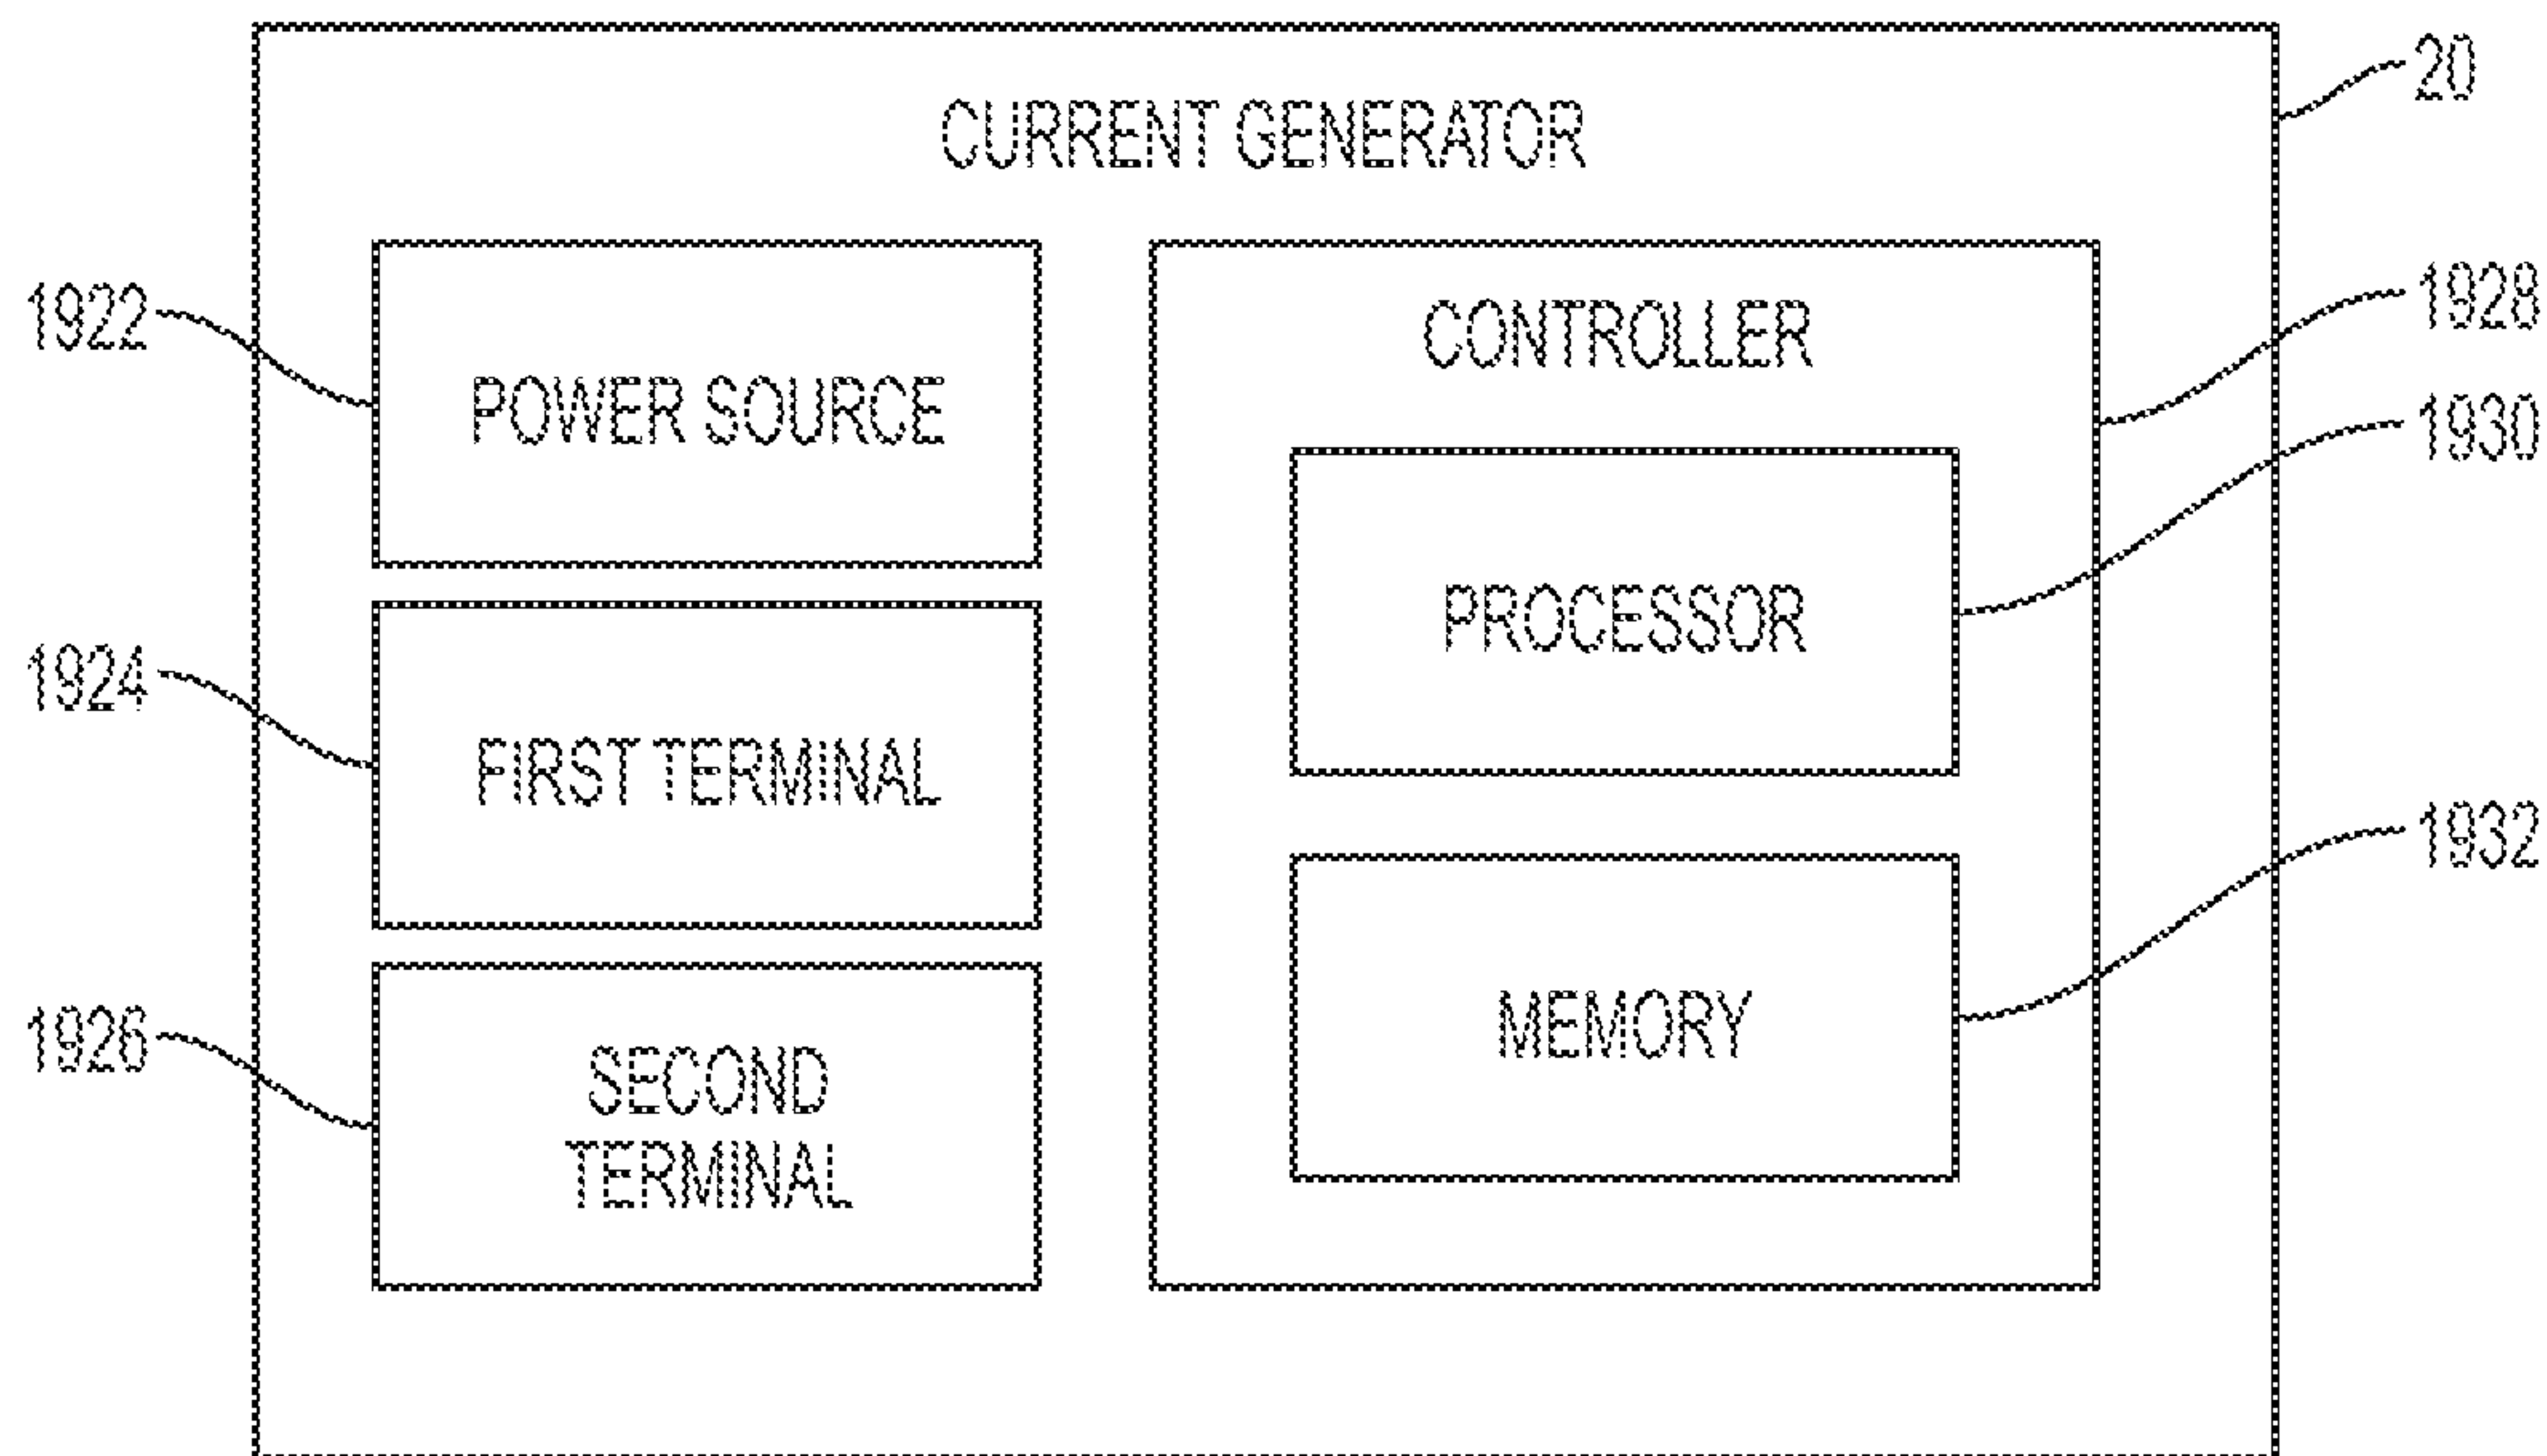 CURRENT GENERATOR
20
1922
POWER SOURCE
1924
FIRST TERMINAL
1926
SECOND
TERMINAL
CONTROLLER
1928
PROCESSOR
1930
MEMORY
1932